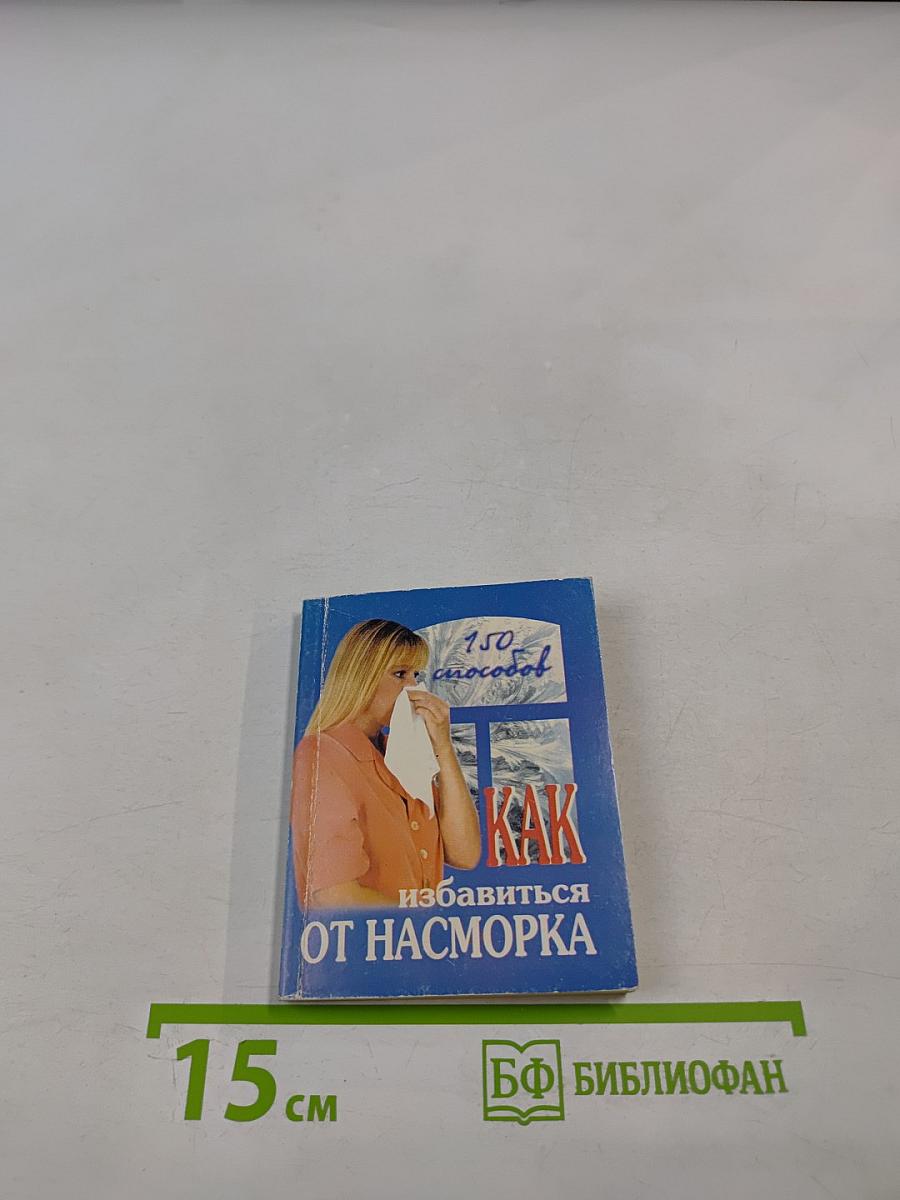 150
способов
КАК
избавиться
ОТ НАСМОРКА
15 см
БФ БИБЛИОФАН